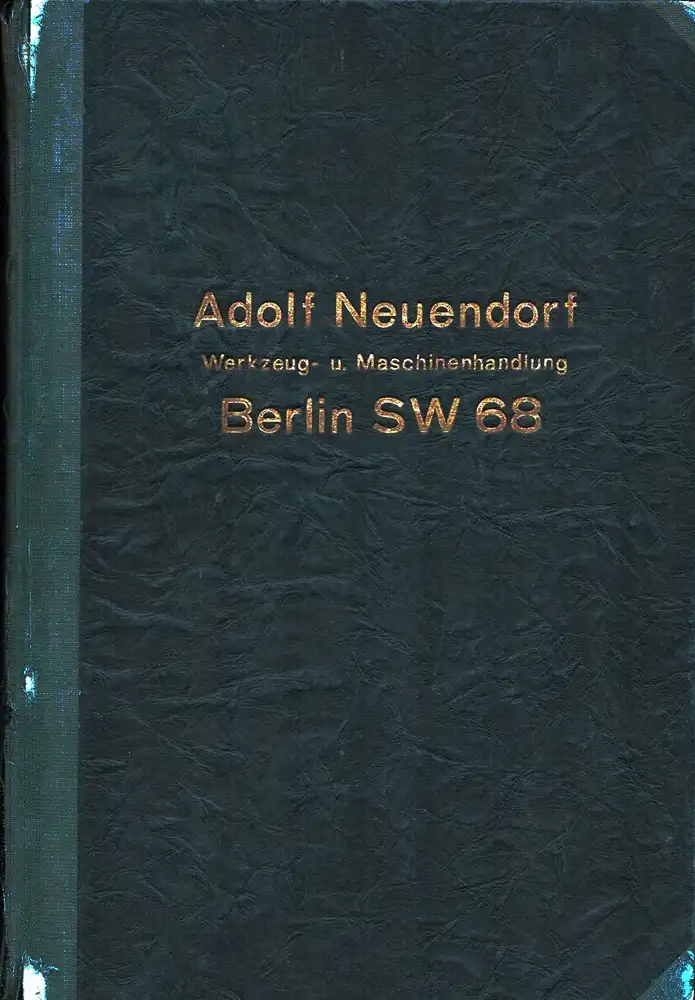 Adolf Neuendorf
Werkzeug- u. Maschinenhandlung
Berlin SW 68